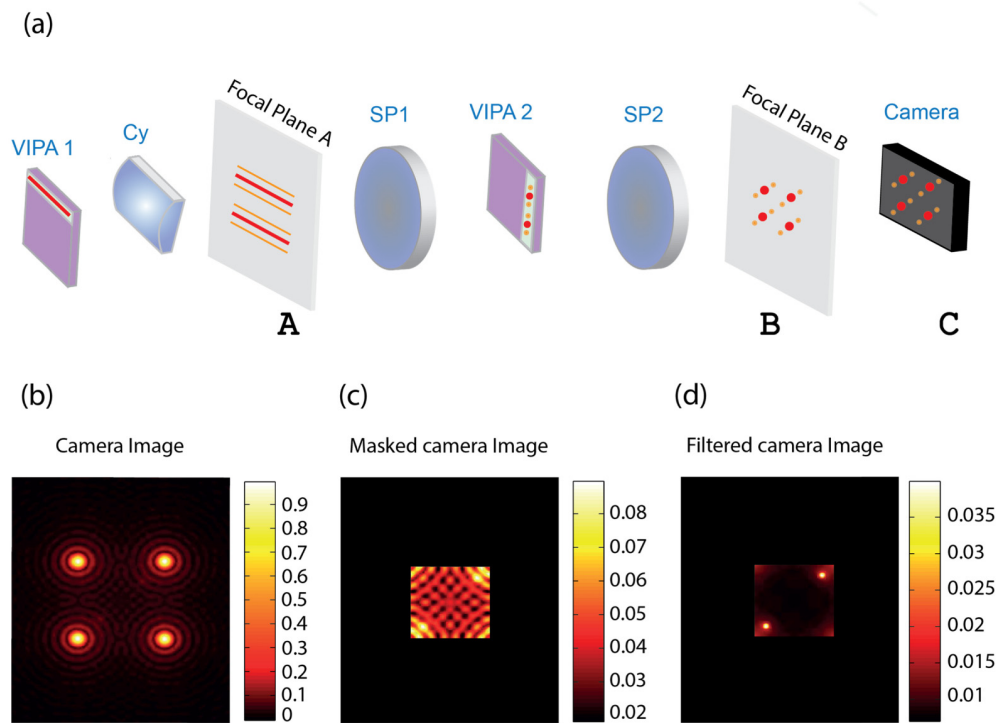 (a)
VIPA 1
Cy
Focal Plane A
SP1
VIPA 2
SP2
Focal Plane B
Camera
A
B
C
(b)
(c)
(d)
Camera Image
Masked camera Image
Filtered camera Image
0.9
0.8
0.7
0.6
0.5
0.4
0.3
0.2
0.1
0
0.08
0.07
0.06
0.05
0.04
0.03
0.02
0.035
0.03
0.025
0.02
0.015
0.01